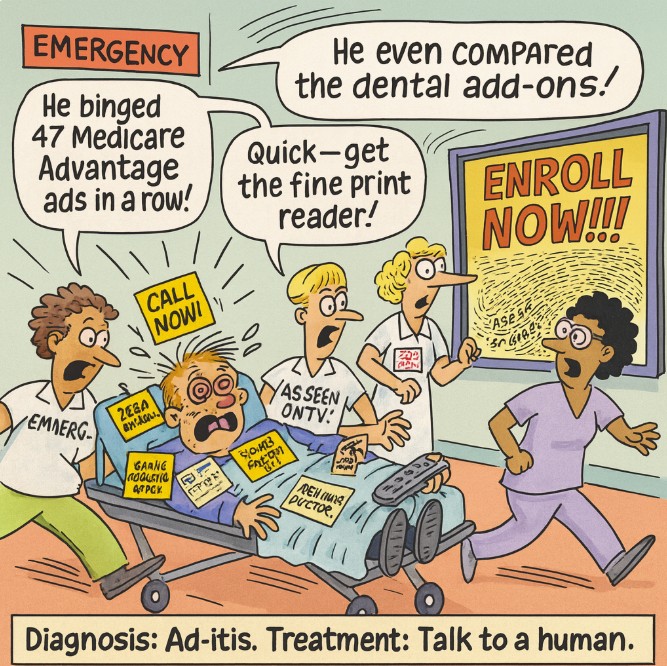 EMERGENCY
He even COMPARED
the dental add-ons!
He binged
47 Medicare
Advantage
ads in a row!
Quick—get
the fine print
reader!
ENROLL
NOW!!!
CALL
NOW!
EMNERG..
AS SEEN
ON TV.'
Diagnosis: Ad-itis. Treatment: Talk to a human.